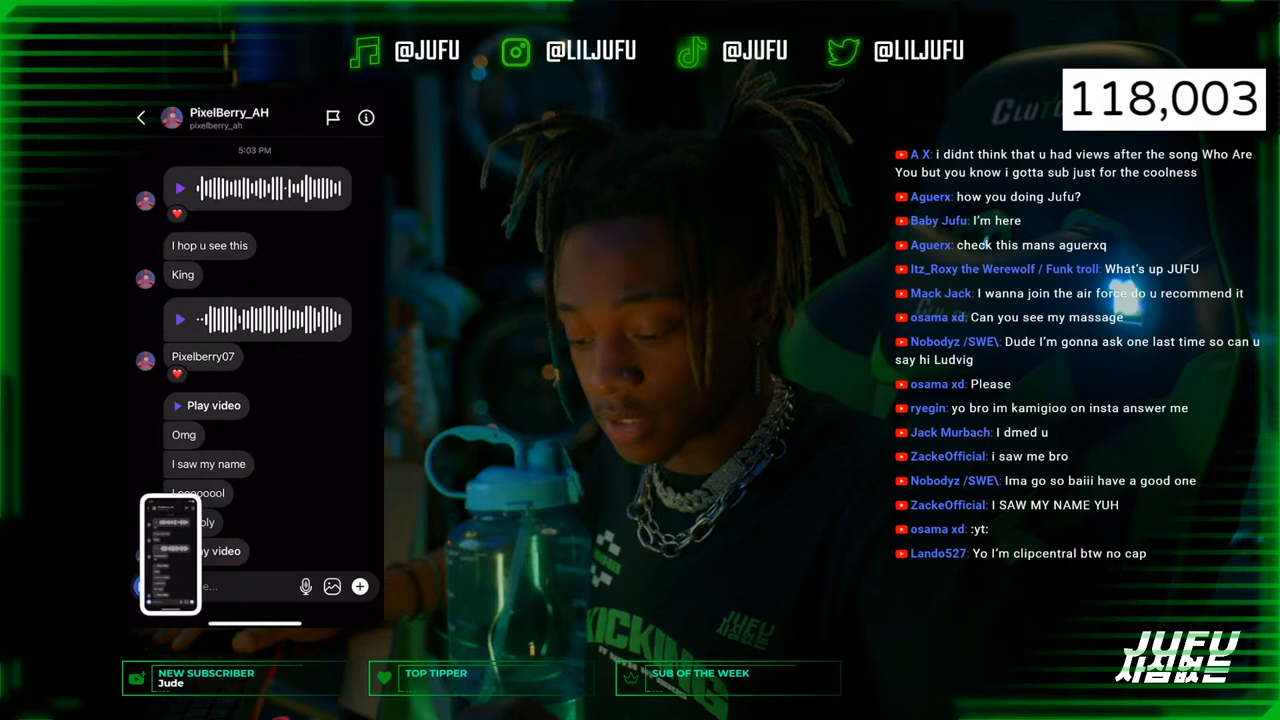 @JUFU
@LILJUFU
@JUFU
@LILJUFU
118,003
PixelBerry_AH
pixelberry_ah
5:03 PM
I hop u see this
King
Pixelberry07
Play video
Omg
I saw my name
A X: i didnt think that u had views after the song Who Are
You but you know i gotta sub just for the coolness
Aguerx: how you doing Jufu?
Baby Jufu: I'm here
Aguerx: check this mans aguerxq
Itz_Roxy the Werewolf / Funk troll: What's up JUFU
Mack Jack: I wanna join the air force do u recommend it
osama xd: Can you see my massage
Nobodyz /SWE\: Dude I'm gonna ask one last time so can u
say hi Ludvig
osama xd: Please
ryegin: yo bro im kamigioo on insta answer me
Jack Murbach: I dmed u
ZackeOfficial: i saw me bro
Nobodyz /SWE\: Ima go so baiii have a good one
ZackeOfficial: I SAW MY NAME YUH
osama xd: :yt:
Lando527: Yo I'm clipcentral btw no cap
KICKING
JUFU
JUFU
자심없는
NEW SUBSCRIBER
Jude
TOP TIPPER
SUB OF THE WEEK